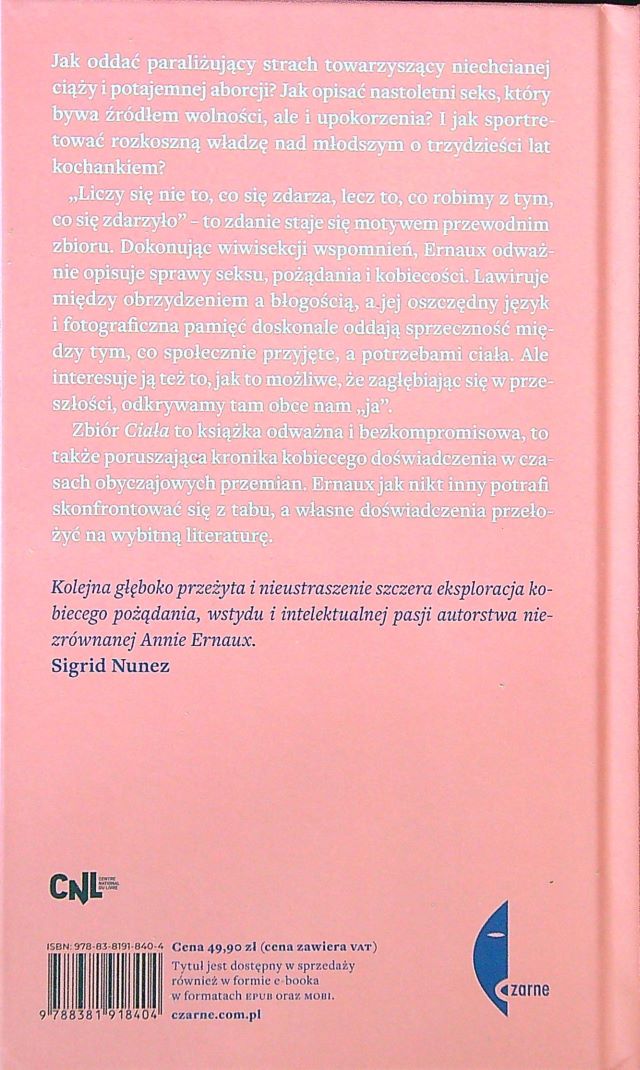 Jak oddać paraliżujący strach towarzyszący niechcianej
ciąży i potajemnej aborcji? Jak opisać nastoletni seks, który
bywa źródłem wolności, ale i upokorzenia? I jak sportre-
tować rozkoszną władzę nad młodszym o trzydzieści lat
kochankiem?
„Liczy się nie to, co się zdarza, lecz to, co robimy z tym,
co się zdarzyło” – to zdanie staje się motywem przewodnim
zbioru. Dokonując wiwisekcji wspomnień, Ernaux odważ-
nie opisuje sprawy seksu, pożądania i kobiecości. Lawiruje
między obrzydzeniem a błogością, a jej oszczędny język
i fotograficzna pamięć doskonale oddają sprzeczność mię-
dzy tym, co społecznie przyjęte, a potrzebami ciała. Ale
interesuje ją też to, jak to możliwe, że zagłębiając się w prze-
szłości, odkrywamy tam obce nam „ja”.
Zbiór Ciała to książka odważna i bezkompromisowa, to
także poruszająca kronika kobiecego doświadczenia w cza-
sach obyczajowych przemian. Ernaux jak nikt inny potrafi
skonfrontować się z tabu, a własne doświadczenia przeło-
żyć na wybitną literaturę.
Kolejna głęboko przeżyta i nieustraszenie szczera eksploracja ko-
biecego pożądania, wstydu i intelektualnej pasji autorstwa nie-
zrównanej Annie Ernaux.
Sigrid Nunez
CNL CENTRE
NATIONAL
DU LIVRE
ISBN: 978-83-8191-840-4
9 788381 918404
Cena 49,90 zł (cena zawiera VAT)
Tytuł jest dostępny w sprzedaży
również w formie e-booka
w formatach EPUB oraz MOBI.
czarne.com.pl
czarne